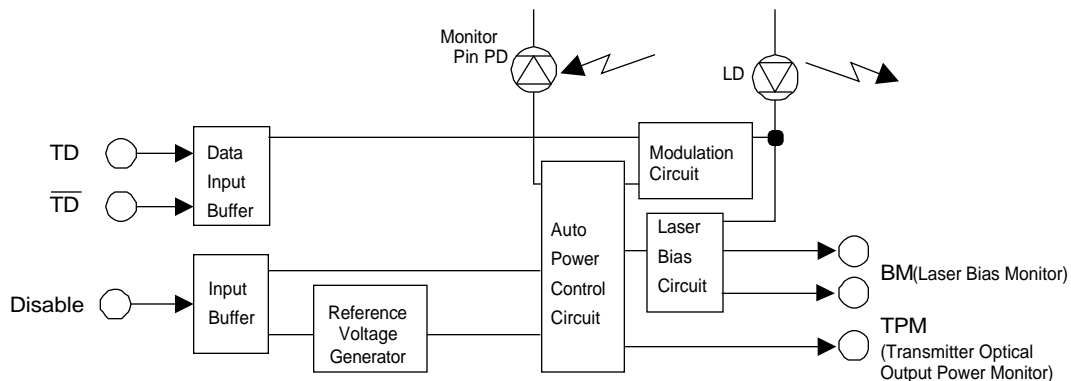 Monitor
Pin PD
LD
TD
TD
Data
Input
Buffer
Modulation
Circuit
Auto
Power
Control
Circuit
Laser
Bias
Circuit
BM(Laser Bias Monitor)
Disable
Input
Buffer
Reference
Voltage
Generator
TPM
(Transmitter Optical
Output Power Monitor)